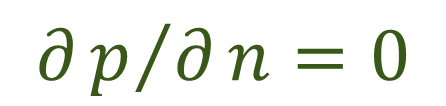 ∂ p/∂ n = 0